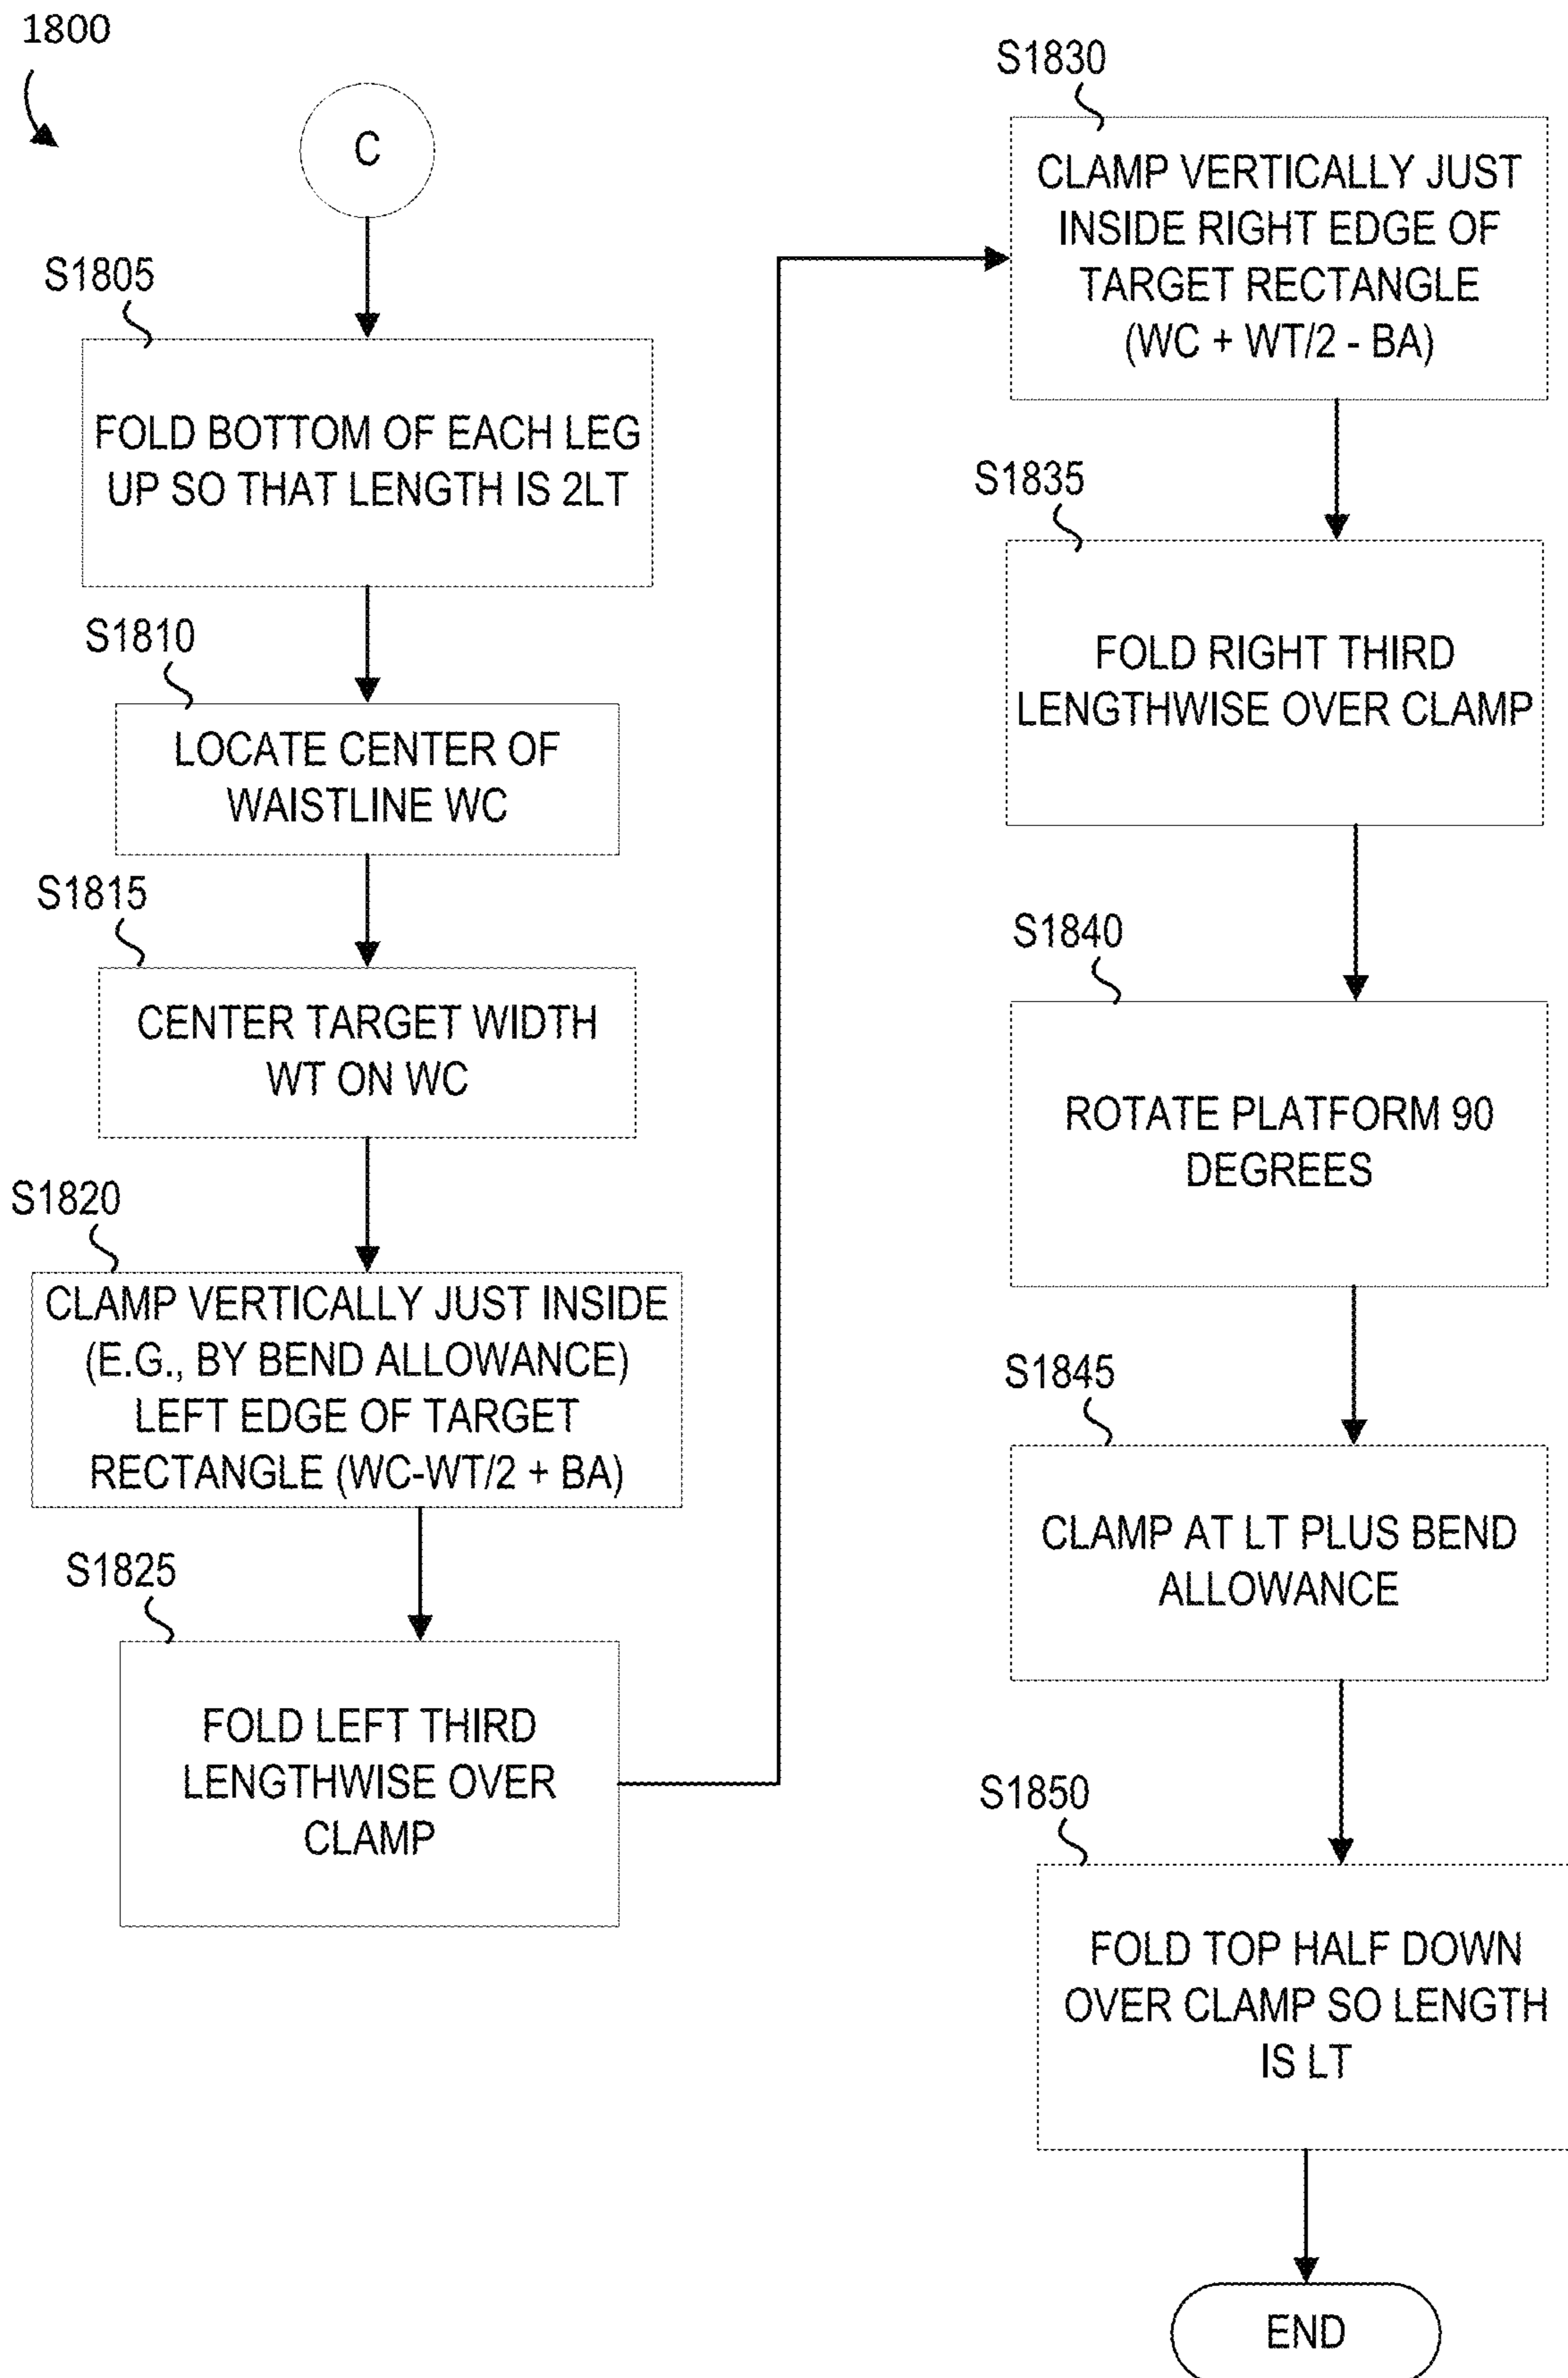 1800
C
S1805
FOLD BOTTOM OF EACH LEG
UP SO THAT LENGTH IS 2LT
S1810
LOCATE CENTER OF
WAISTLINE WC
S1815
CENTER TARGET WIDTH
WT ON WC
S1820
CLAMP VERTICALLY JUST INSIDE
(E.G., BY BEND ALLOWANCE)
LEFT EDGE OF TARGET
RECTANGLE (WC-WT/2 + BA)
S1825
FOLD LEFT THIRD
LENGTHWISE OVER
CLAMP
S1830
CLAMP VERTICALLY JUST
INSIDE RIGHT EDGE OF
TARGET RECTANGLE
(WC + WT/2 - BA)
S1835
FOLD RIGHT THIRD
LENGTHWISE OVER CLAMP
S1840
ROTATE PLATFORM 90
DEGREES
S1845
CLAMP AT LT PLUS BEND
ALLOWANCE
S1850
FOLD TOP HALF DOWN
OVER CLAMP SO LENGTH
IS LT
END